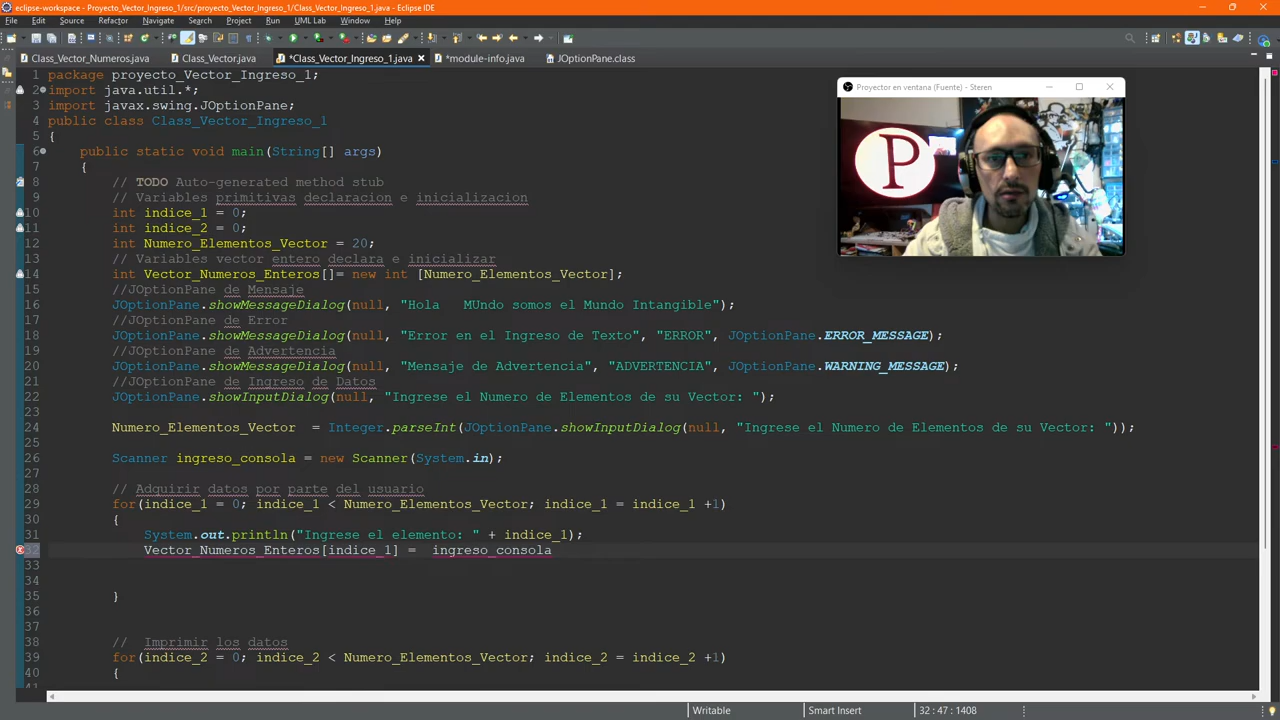 eclipse-workspace - Proyecto_Vector_Ingreso_1/src/proyecto_Vector_Ingreso_1/Class_Vector_Ingreso_1.java - Eclipse IDE
File Edit Source Refactor Navigate Search Project Run UML Lab Window Help
Class_Vector_Numeros.java Class_Vector.java *Class_Vector_Ingreso_1.java *module-info.java JOptionPane.class
1 package proyecto_Vector_Ingreso_1;
2 import java.util.*;
3 import javax.swing.JOptionPane;
4 public class Class_Vector_Ingreso_1
5 {
6 public static void main(String[] args)
7 {
8 // TODO Auto-generated method stub
9 // Variables primitivas declaracion e inicializacion
10 int indice_1 = 0;
11 int indice_2 = 0;
12 int Numero_Elementos_Vector = 20;
13 // Variables vector entero declara e inicializar
14 int Vector_Numeros_Enteros[]= new int [Numero_Elementos_Vector];
15 //JOptionPane de Mensaje
16 JOptionPane.showMessageDialog(null, "Hola   MUndo somos el Mundo Intangible");
17 //JOptionPane de Error
18 JOptionPane.showMessageDialog(null, "Error en el Ingreso de Texto", "ERROR", JOptionPane.ERROR_MESSAGE);
19 //JOptionPane de Advertencia
20 JOptionPane.showMessageDialog(null, "Mensaje de Advertencia", "ADVERTENCIA", JOptionPane.WARNING_MESSAGE);
21 //JOptionPane de Ingreso de Datos
22 JOptionPane.showInputDialog(null, "Ingrese el Numero de Elementos de su Vector: ");
23
24 Numero_Elementos_Vector  = Integer.parseInt(JOptionPane.showInputDialog(null, "Ingrese el Numero de Elementos de su Vector: "));
25
26 Scanner ingreso_consola = new Scanner(System.in);
27
28 // Adquirir datos por parte del usuario
29 for(indice_1 = 0; indice_1 < Numero_Elementos_Vector; indice_1 = indice_1 +1)
30 {
31 System.out.println("Ingrese el elemento: " + indice_1);
32 Vector_Numeros_Enteros[indice_1] =  ingreso_consola
33
34
35 }
36
37
38 //  Imprimir los datos
39 for(indice_2 = 0; indice_2 < Numero_Elementos_Vector; indice_2 = indice_2 +1)
40 {
41
Proyector en ventana (Fuente) - Steren
P
Writable Smart Insert 32 : 47 : 1408